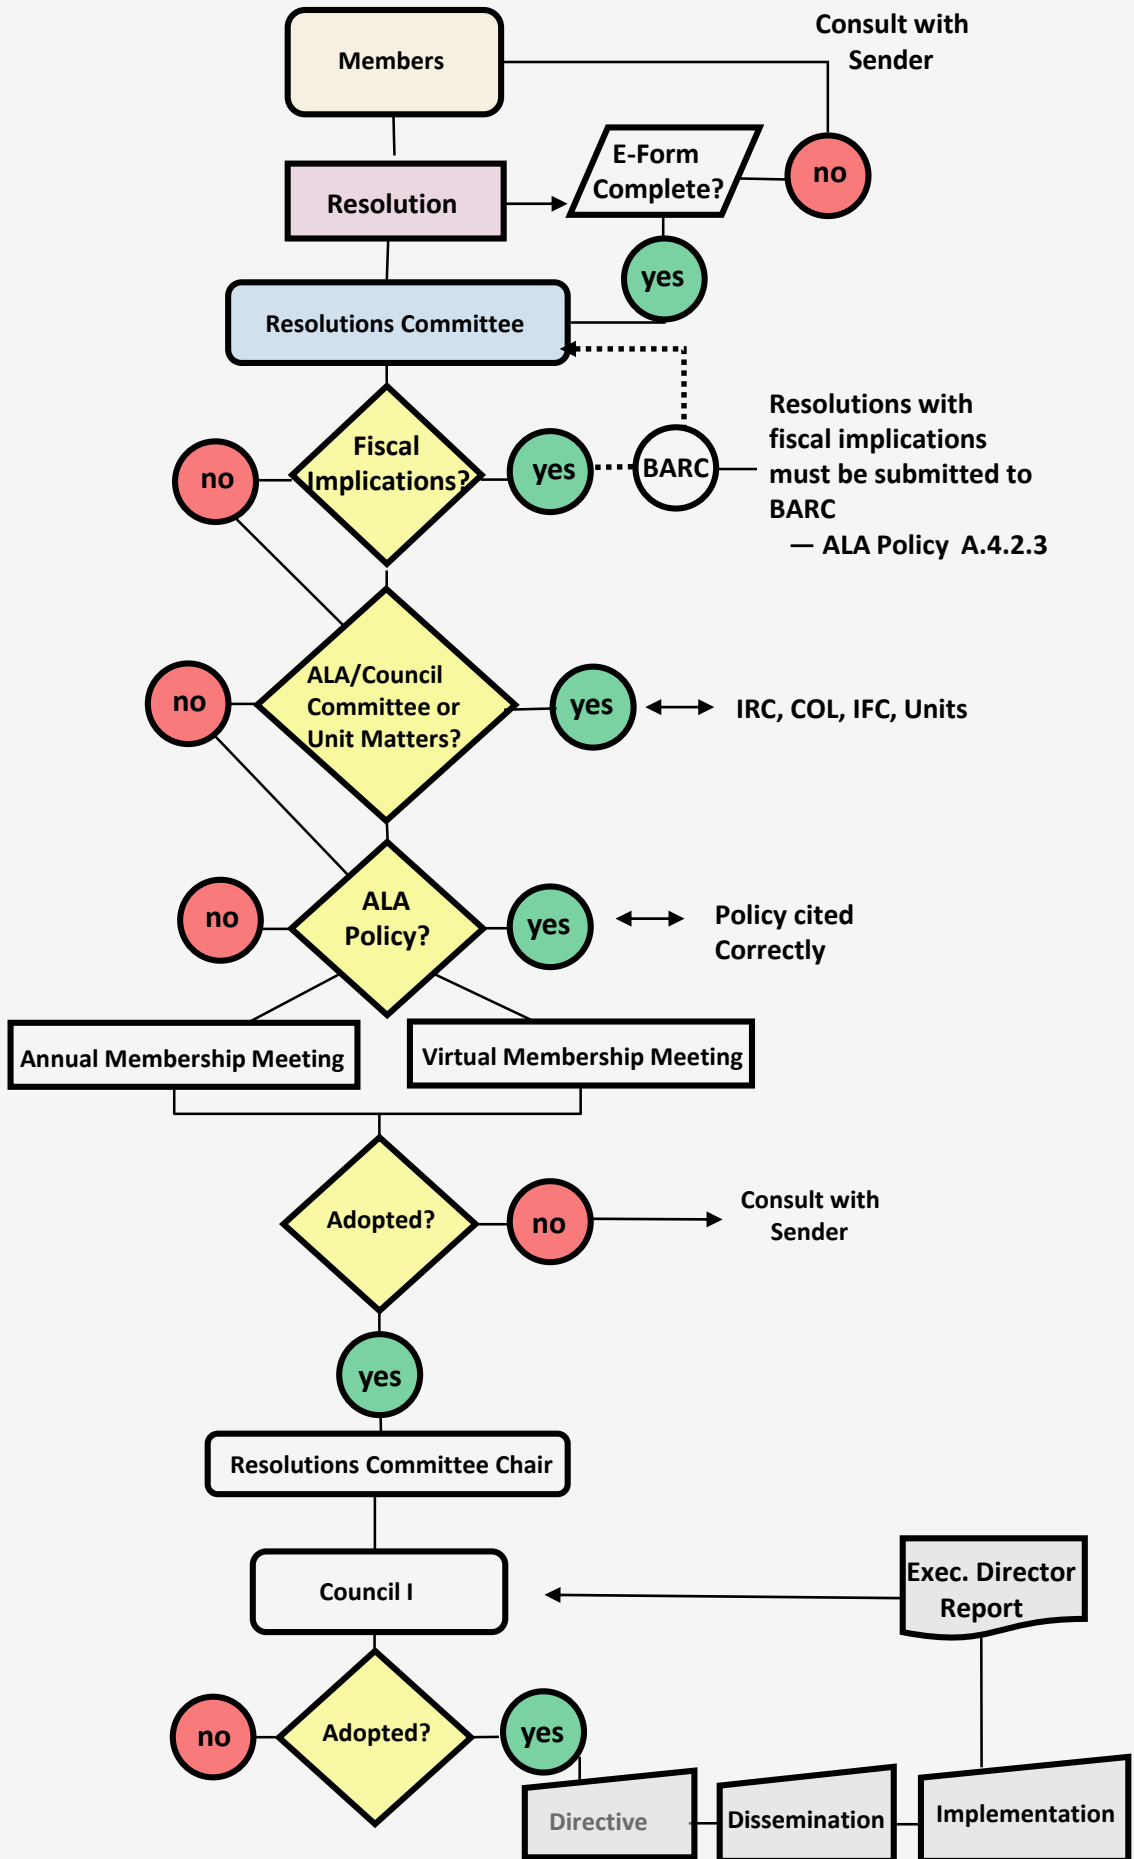 Consult with
Sender
Members
E-Form
Complete?
no
Resolution
yes
Resolutions Committee
Resolutions with
fiscal implications
must be submitted to
BARC
— ALA Policy A.4.2.3
Fiscal
Implications?
no
yes
BARC
ALA/Council
Committee or
Unit Matters?
no
yes
IRC, COL, IFC, Units
ALA
Policy?
no
yes
Policy cited
Correctly
Annual Membership Meeting
Virtual Membership Meeting
Adopted?
no
Consult with
Sender
yes
Resolutions Committee Chair
Council I
Exec. Director
Report
no
Adopted?
yes
Directive
Dissemination
Implementation